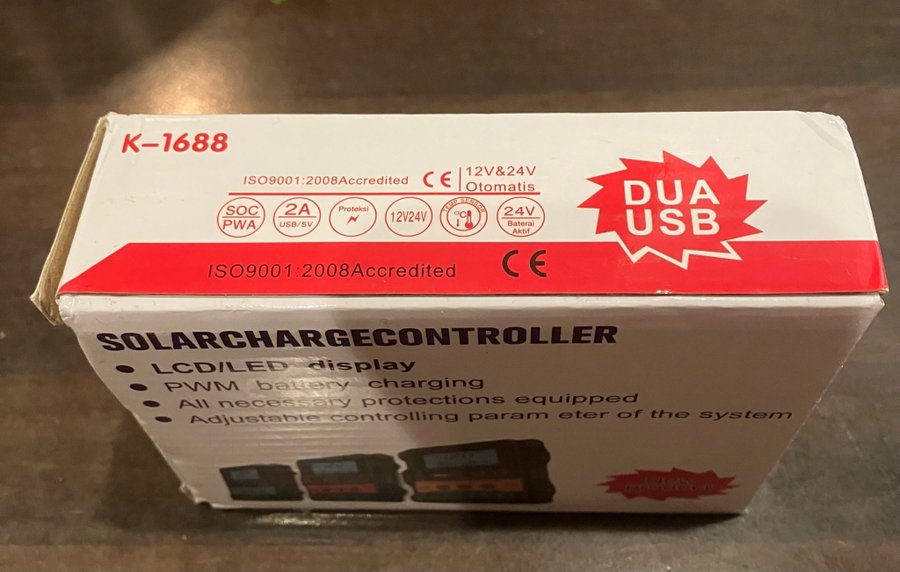 K-1688
ISO9001:2008Accredited CE 12V&24V
Otomatis
SOC
PWA
2A
USB/5V
Proteksi
12V24V
TEMP SENSOR
°C
24V
Baterai
Aktif
DUA
USB
ISO9001:2008Accredited CE
SOLARCHARGECONTROLLER
● LCD/LED display
● PWM battery charging
● All necessary protections equipped
● Adjustable controlling param eter of the system